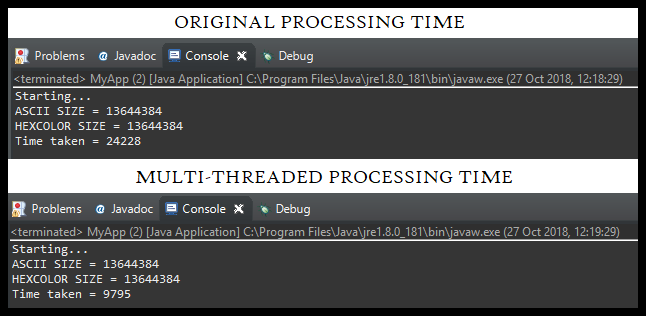 ORIGINAL PROCESSING TIME
Problems @ Javadoc Console Debug
<terminated> MyApp (2) [Java Application] C:\Program Files\Java\jre1.8.0_181\bin\javaw.exe (27 Oct 2018, 12:18:29)
Starting...
ASCII SIZE = 13644384
HEXCOLOR SIZE = 13644384
Time taken = 24228
MULTI-THREADED PROCESSING TIME
Problems @ Javadoc Console Debug
<terminated> MyApp (2) [Java Application] C:\Program Files\Java\jre1.8.0_181\bin\javaw.exe (27 Oct 2018, 12:19:29)
Starting...
ASCII SIZE = 13644384
HEXCOLOR SIZE = 13644384
Time taken = 9795